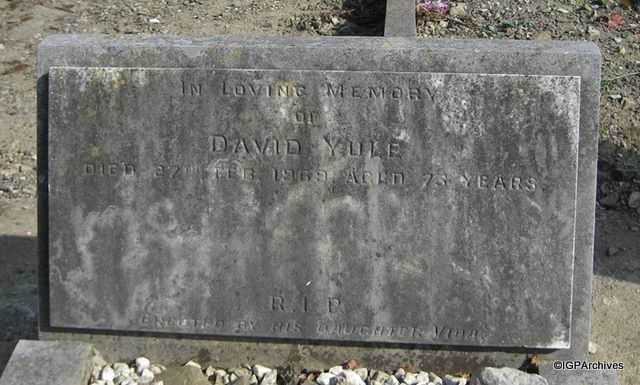 In Loving Memory
of
David Yule
Died 27th Feb 1969 Aged 73 Years
R.I.P.
Erected by his daughter
©IGPArchives